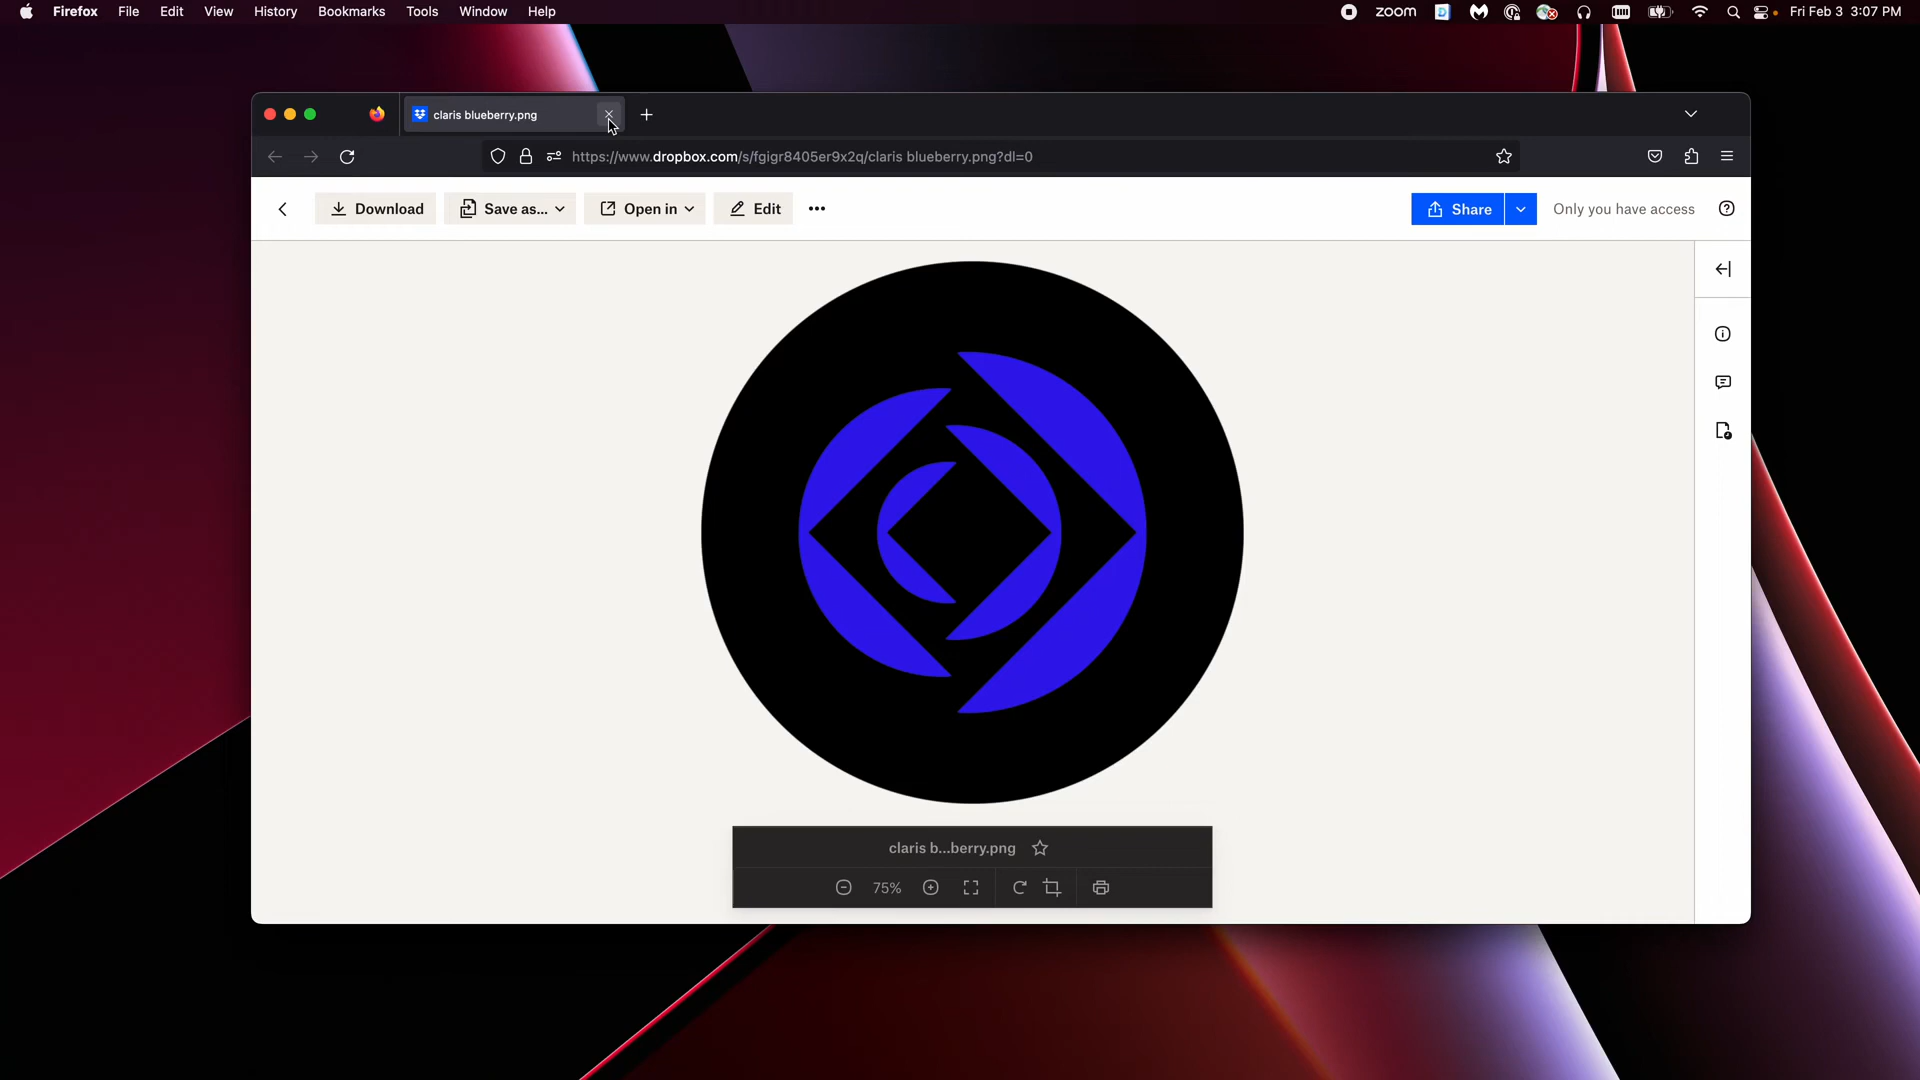 Firefox File Edit View History Bookmarks Tools Window Help zoom Fri Feb 3 3:07 PM
claris blueberry.png
https://www.dropbox.com/s/fgigr8405er9x2q/claris blueberry.png?dl=0
Download Save as... Open in Edit Share Only you have access
claris b...berry.png
75%